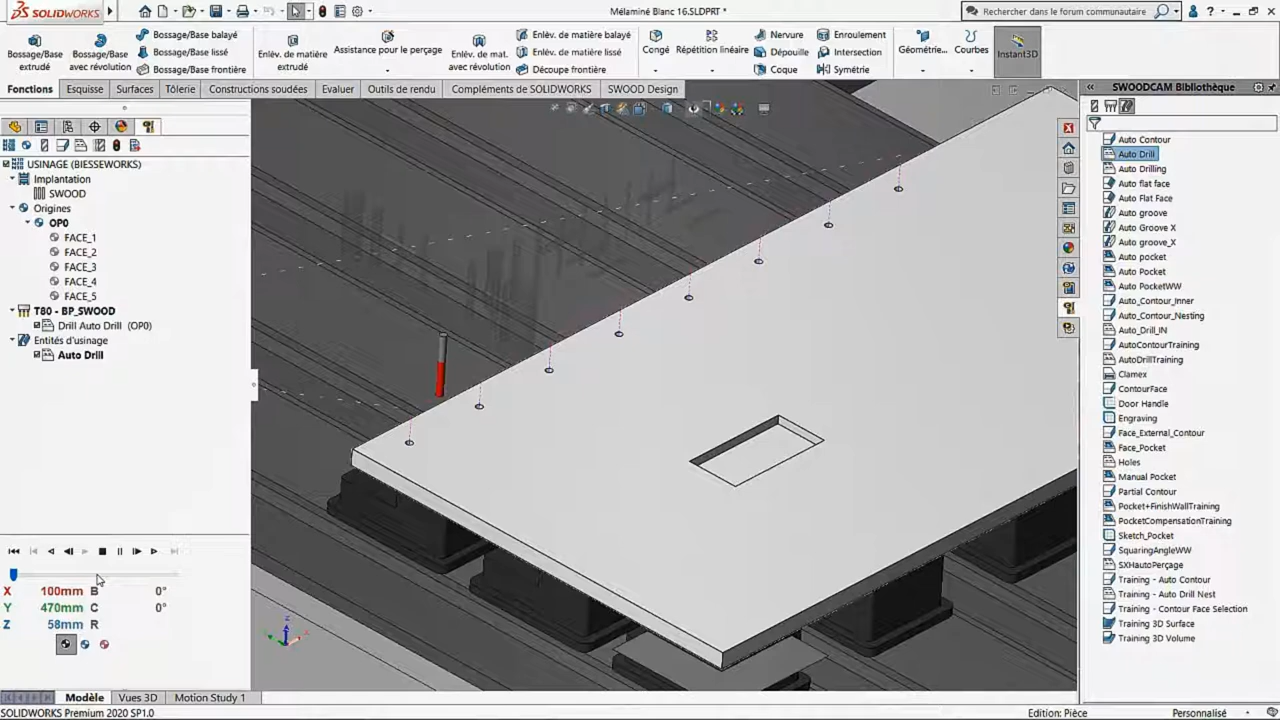 SOLIDWORKS
Mélaminé Blanc 16.SLDPRT *
Rechercher dans le forum communautaire
Bossage/Base extrudé
Bossage/Base avec révolution
Bossage/Base balayé
Bossage/Base lissé
Bossage/Base frontière
Enlèv. de matière extrudé
Assistance pour le perçage
Enlèv. de mat. avec révolution
Enlèv. de matière balayé
Enlèv. de matière lissé
Découpe frontière
Congé
Répétition linéaire
Nervure
Dépouille
Coque
Enroulement
Intersection
Symétrie
Géométrie...
Courbes
Instant3D
Fonctions
Esquisse
Surfaces
Tôlerie
Constructions soudées
Evaluer
Outils de rendu
Compléments de SOLIDWORKS
SWOOD Design
USINAGE (BIESSEWORKS)
Implantation
SWOOD
Origines
OP0
FACE_1
FACE_2
FACE_3
FACE_4
FACE_5
T80 - BP_SWOOD
Drill Auto Drill (OP0)
Entités d'usinage
Auto Drill
X 100mm B 0°
Y 470mm C 0°
Z 58mm R
Z
SWOODCAM Bibliothèque
Auto Contour
Auto Drill
Auto Drilling
Auto flat face
Auto Flat Face
Auto groove
Auto Groove X
Auto groove_X
Auto pocket
Auto Pocket
Auto PocketWW
Auto_Contour_Inner
Auto_Contour_Nesting
Auto_Drill_IN
AutoContourTraining
AutoDrillTraining
Clamex
ContourFace
Door Handle
Engraving
Face_External_Contour
Face_Pocket
Holes
Manual Pocket
Partial Contour
Pocket+FinishWallTraining
PocketCompensationTraining
Sketch_Pocket
SquaringAngleWW
SXHautoPerçage
Training - Auto Contour
Training - Auto Drill Nest
Training - Contour Face Selection
Training 3D Surface
Training 3D Volume
Modèle
Vues 3D
Motion Study 1
SOLIDWORKS Premium 2020 SP1.0
Edition: Pièce
Personnalisé